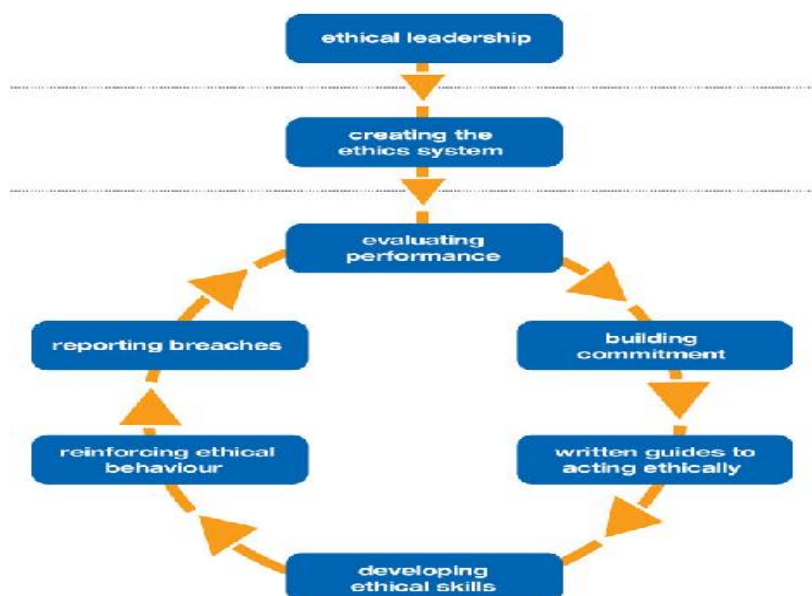 ethical leadership
creating the
ethics system
evaluating
performance
building
commitment
written guides to
acting ethically
developing
ethical skills
reinforcing ethical
behaviour
reporting breaches